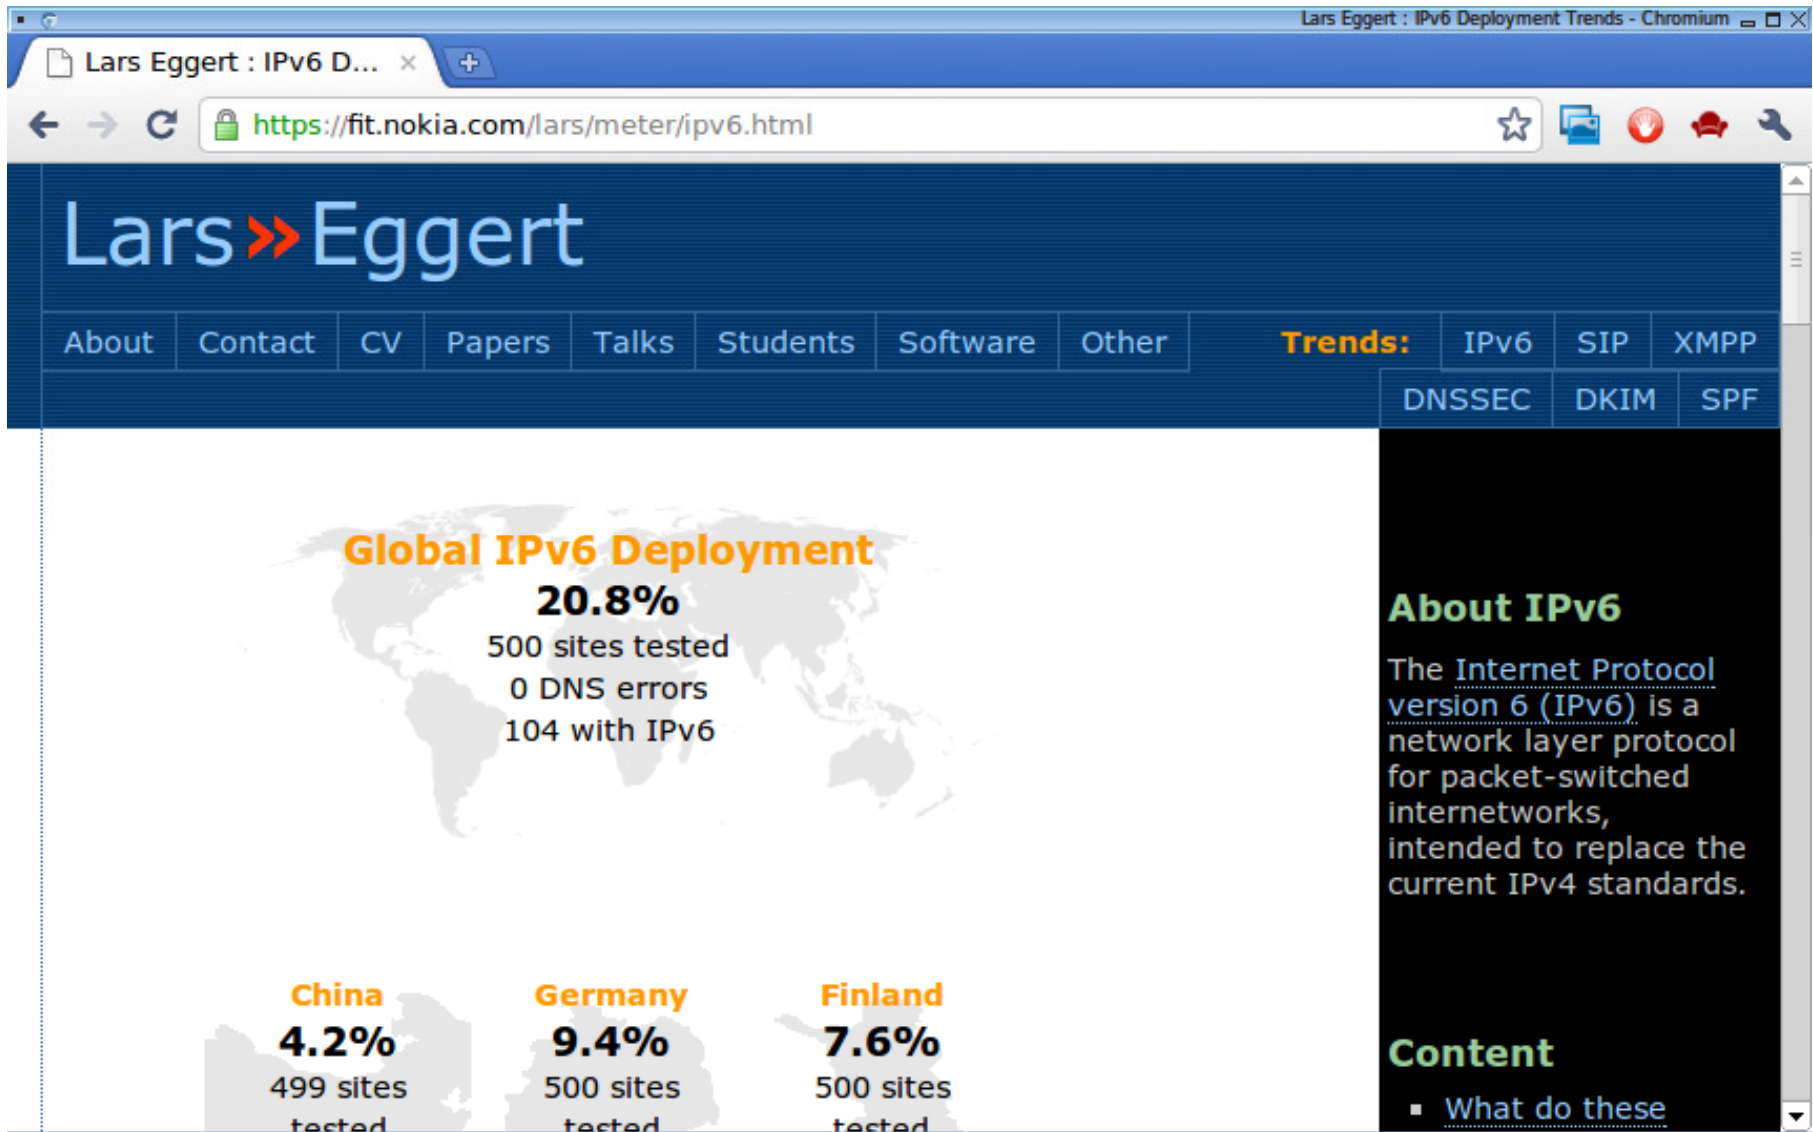 Lars Eggert : IPv6 Deployment Trends - Chromium
Lars Eggert : IPv6 D...
https://fit.nokia.com/lars/meter/ipv6.html
Lars»Eggert
About Contact CV Papers Talks Students Software Other Trends: IPv6 SIP XMPP
DNSSEC DKIM SPF
Global IPv6 Deployment
20.8%
500 sites tested
0 DNS errors
104 with IPv6
China
4.2%
499 sites
tested
Germany
9.4%
500 sites
tested
Finland
7.6%
500 sites
tested
About IPv6
The Internet Protocol
version 6 (IPv6) is a
network layer protocol
for packet-switched
internetworks,
intended to replace the
current IPv4 standards.
Content
What do these